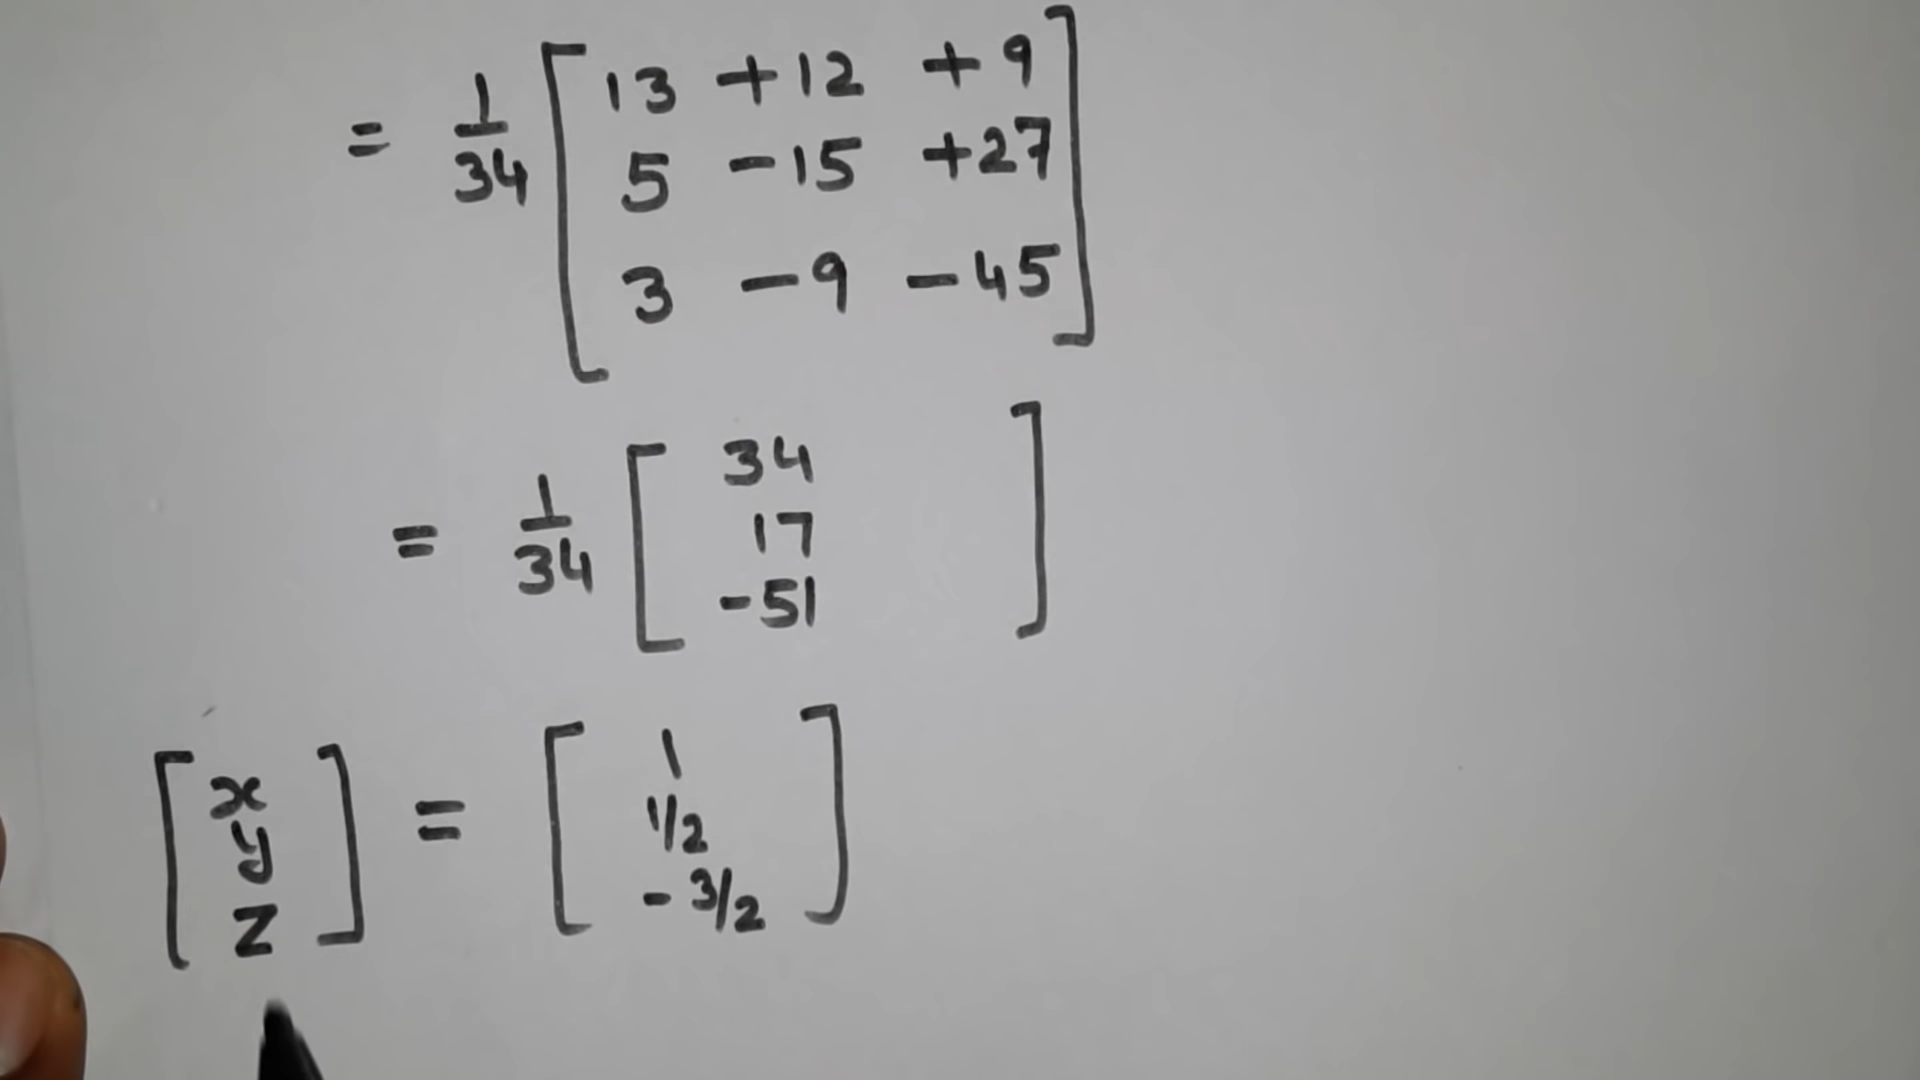 = 1/34 [ 13 +12 +9
5 -15 +27
3 -9 -45 ]
= 1/34 [ 34
17
-51 ]
[ x
y
z ] = [ 1
1/2
-3/2 ]